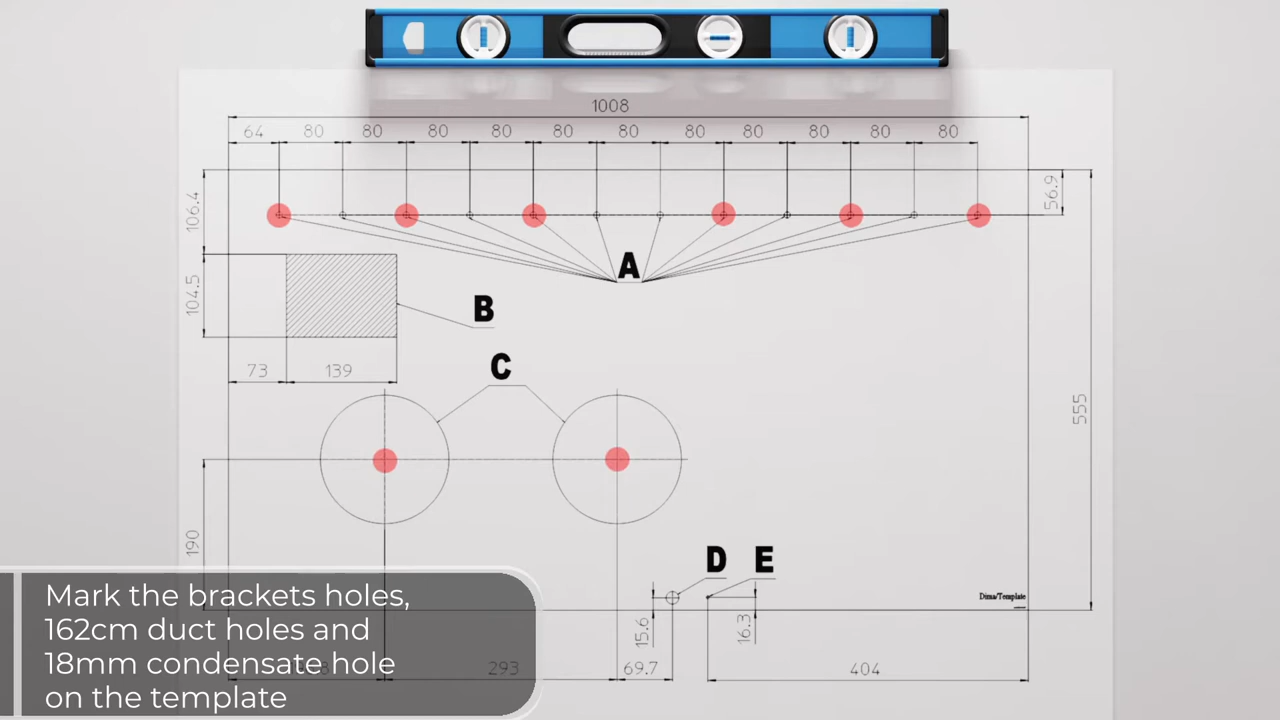 1008
64 80 80 80 80 80 80 80 80 80 80 80
56.9
106.4
A
104.5
B
73 139
C
555
190
D E
Dima/Template
15.6
16.3
293 69.7 404
Mark the brackets holes,
162cm duct holes and
18mm condensate hole
on the template